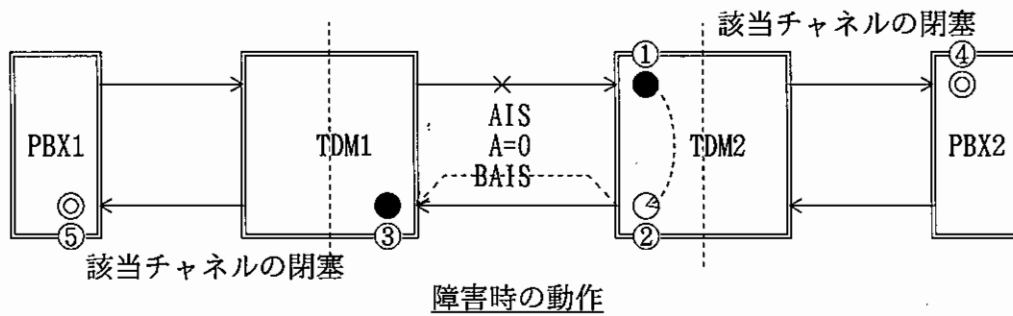 該当チャネルの閉塞
① ④
PBX1 TDM1 AIS TDM2 PBX2
A=0
BAIS
⑤ ③ ②
該当チャネルの閉塞
障害時の動作